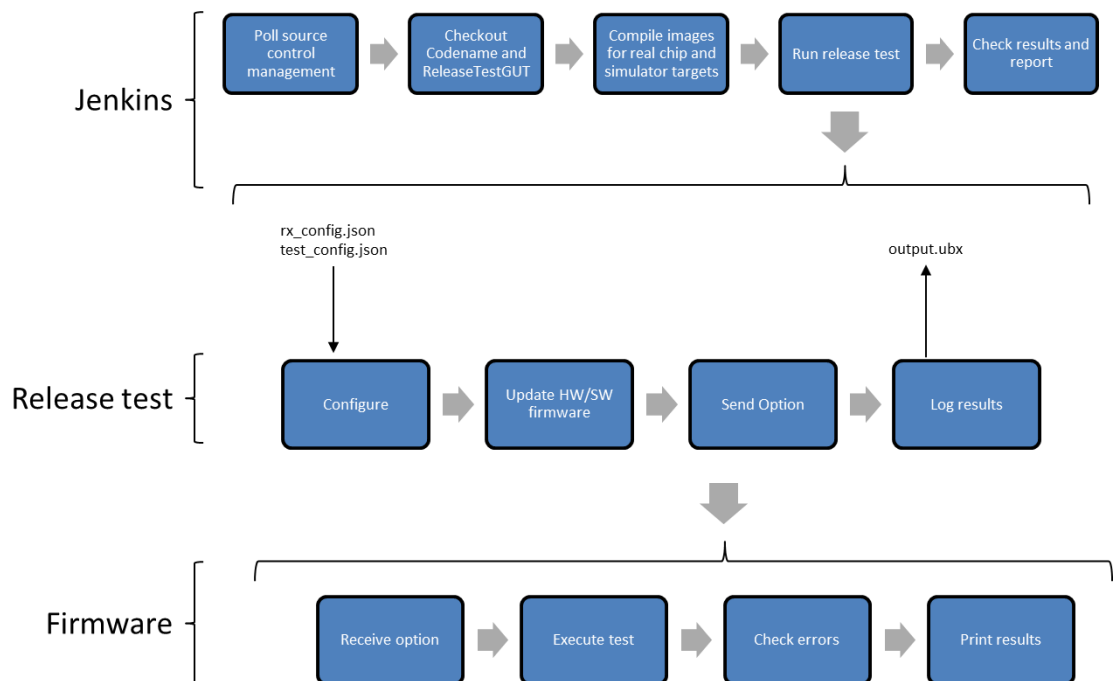 Poll source
control
management
Checkout
Codename and
ReleaseTestGUT
Compile images
for real chip and
simulator targets
Run release test
Check results and
report
Jenkins
rx_config.json
test_config.json
output.ubx
Release test
Configure
Update HW/SW
firmware
Send Option
Log results
Firmware
Receive option
Execute test
Check errors
Print results